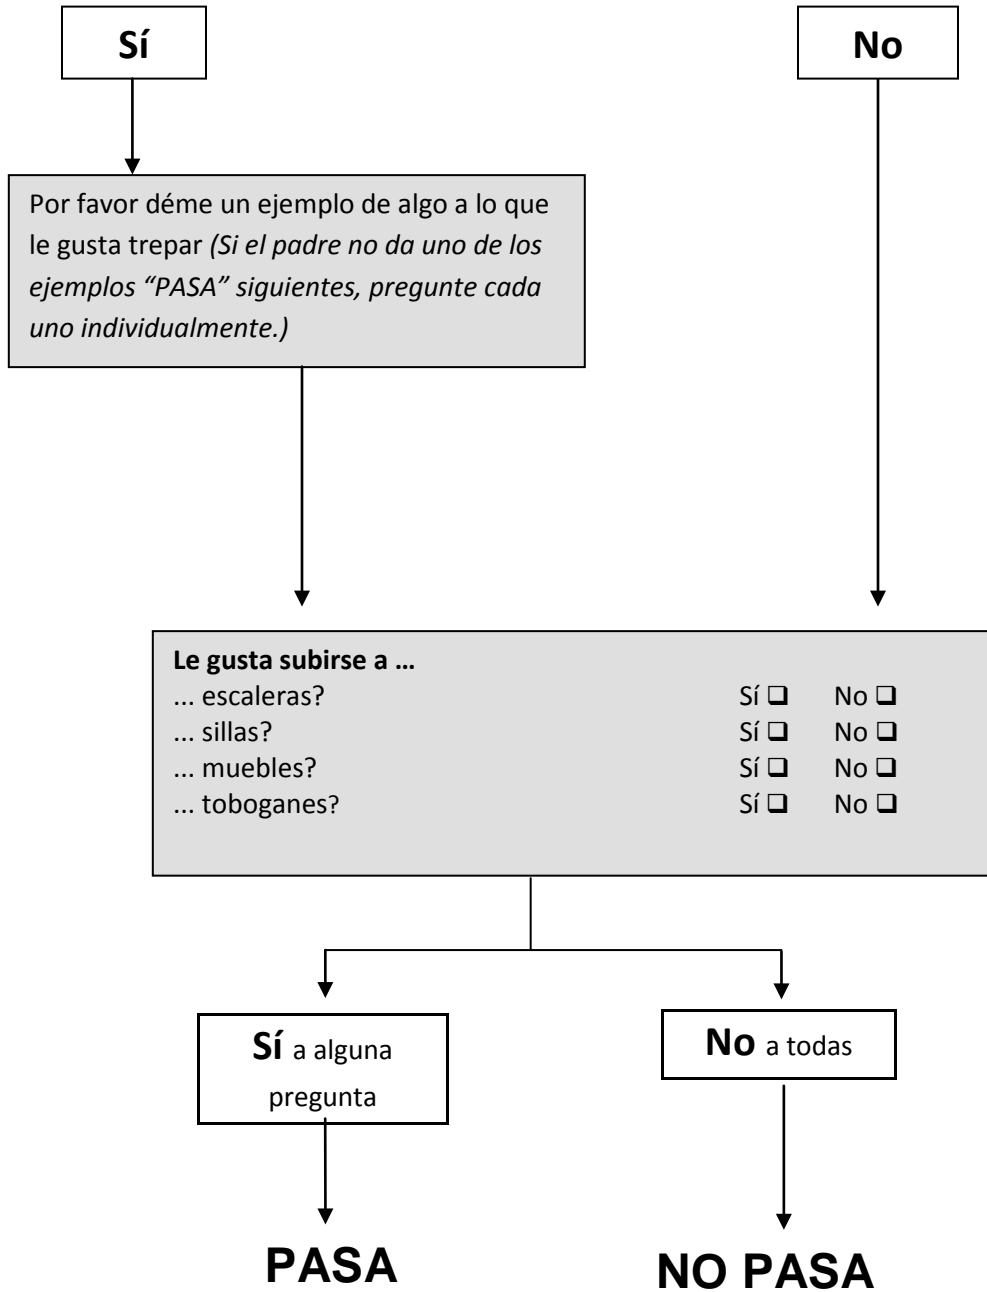 Sí
No
Por favor déme un ejemplo de algo a lo que
le gusta trepar (Si el padre no da uno de los
ejemplos “PASA” siguientes, pregunte cada
uno individualmente.)
Le gusta subirse a ...
... escaleras? Sí ❑ No ❑
... sillas? Sí ❑ No ❑
... muebles? Sí ❑ No ❑
... toboganes? Sí ❑ No ❑
Sí a alguna
pregunta
No a todas
PASA
NO PASA